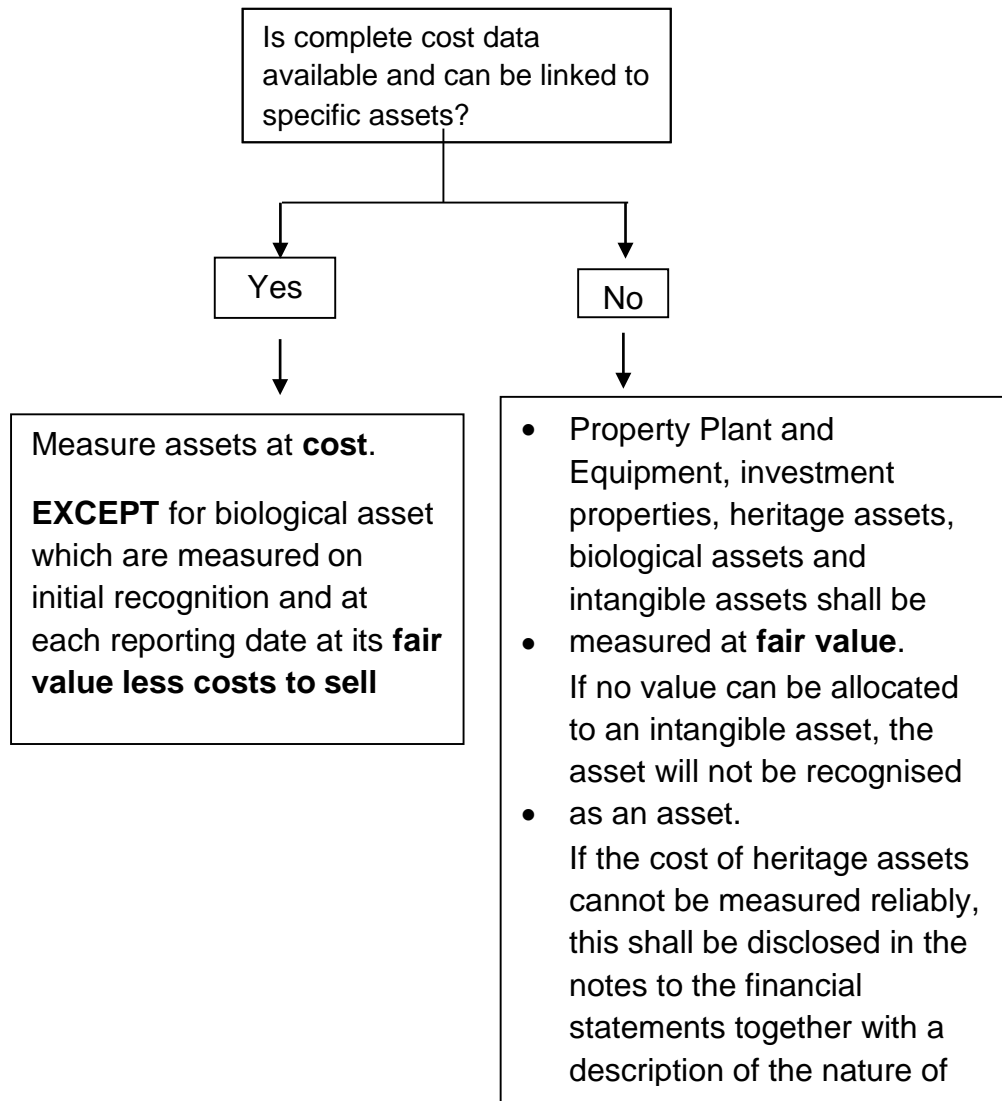 Is complete cost data
available and can be linked to
specific assets?
Yes
No
Measure assets at cost.
EXCEPT for biological asset
which are measured on
initial recognition and at
each reporting date at its fair
value less costs to sell
• Property Plant and
Equipment, investment
properties, heritage assets,
biological assets and
intangible assets shall be
• measured at fair value.
If no value can be allocated
to an intangible asset, the
asset will not be recognised
• as an asset.
If the cost of heritage assets
cannot be measured reliably,
this shall be disclosed in the
notes to the financial
statements together with a
description of the nature of